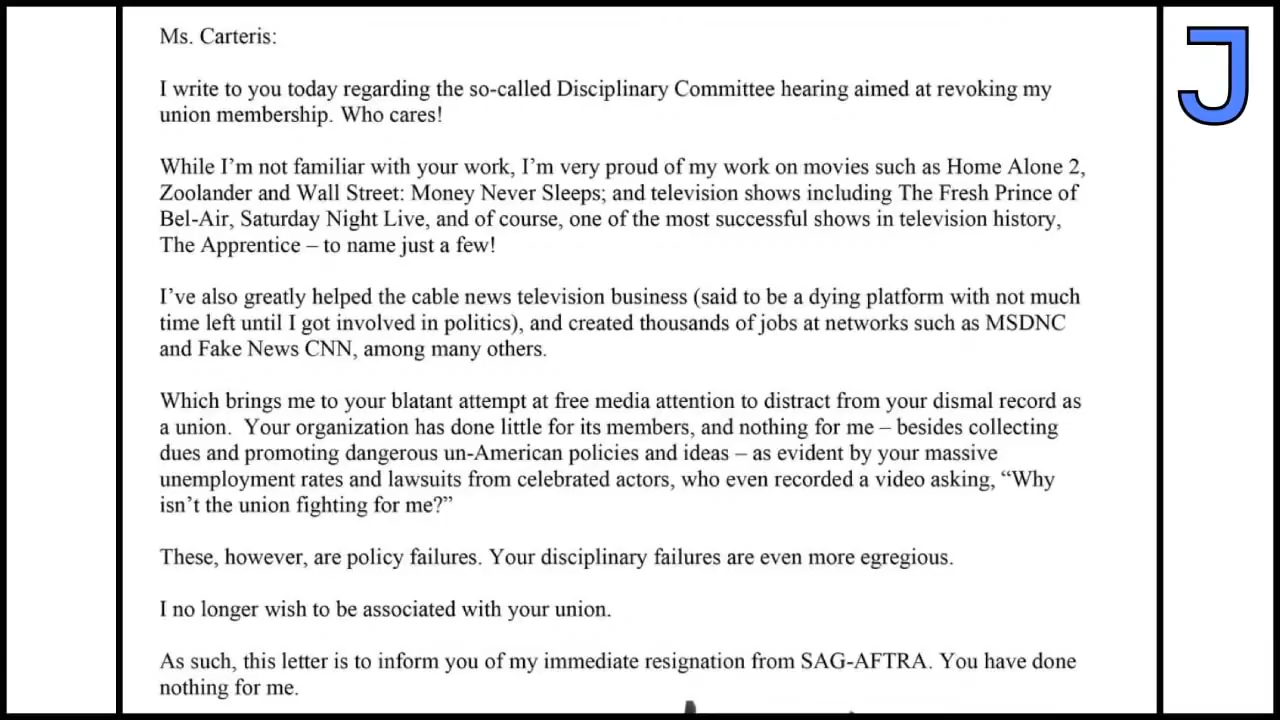 Ms. Carteris:
I write to you today regarding the so-called Disciplinary Committee hearing aimed at revoking my
union membership. Who cares!
While I’m not familiar with your work, I’m very proud of my work on movies such as Home Alone 2,
Zoolander and Wall Street: Money Never Sleeps; and television shows including The Fresh Prince of
Bel-Air, Saturday Night Live, and of course, one of the most successful shows in television history,
The Apprentice – to name just a few!
I’ve also greatly helped the cable news television business (said to be a dying platform with not much
time left until I got involved in politics), and created thousands of jobs at networks such as MSDNC
and Fake News CNN, among many others.
Which brings me to your blatant attempt at free media attention to distract from your dismal record as
a union.  Your organization has done little for its members, and nothing for me – besides collecting
dues and promoting dangerous un-American policies and ideas – as evident by your massive
unemployment rates and lawsuits from celebrated actors, who even recorded a video asking, “Why
isn’t the union fighting for me?”
These, however, are policy failures. Your disciplinary failures are even more egregious.
I no longer wish to be associated with your union.
As such, this letter is to inform you of my immediate resignation from SAG-AFTRA. You have done
nothing for me.
J